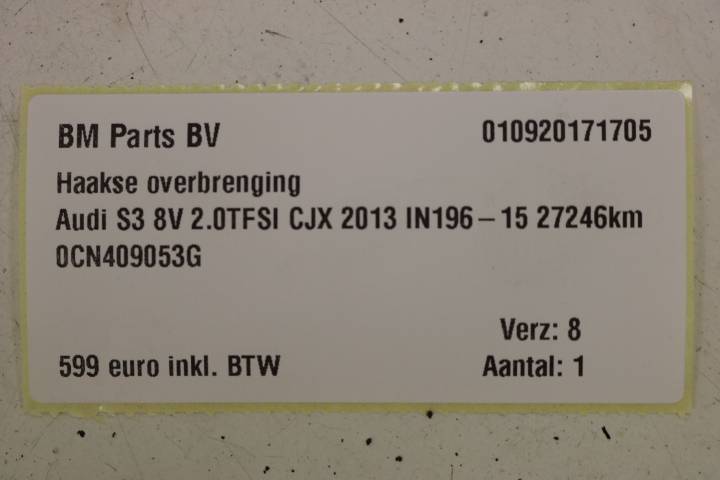 BM Parts BV 010920171705
Haakse overbrenging
Audi S3 8V 2.0TFSI CJX 2013 IN196-15 27246km
0CN409053G
Verz: 8
599 euro inkl. BTW Aantal: 1